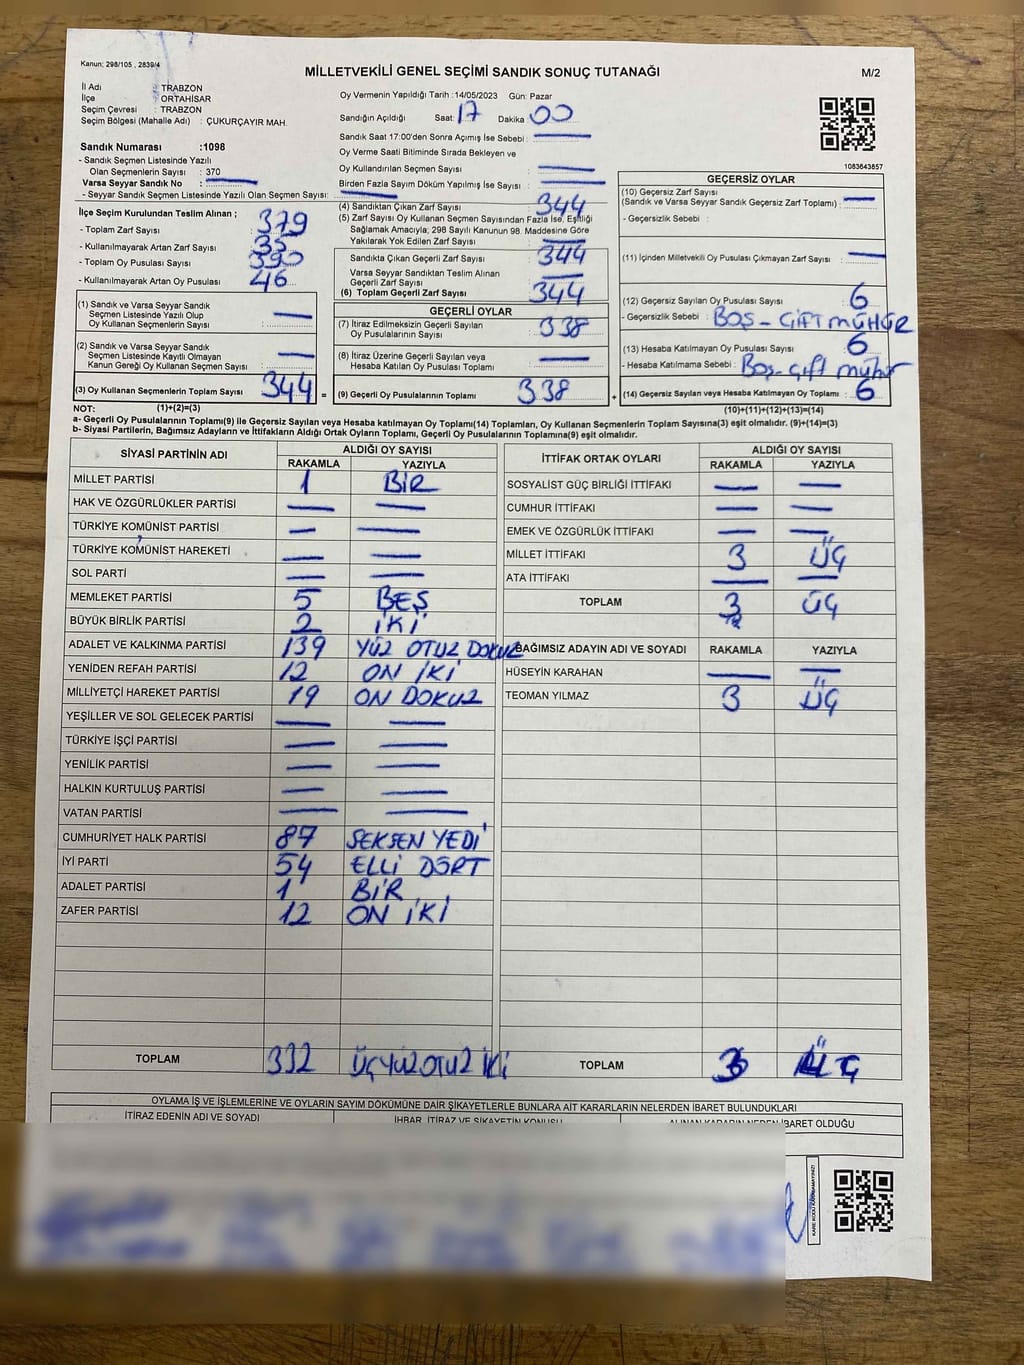 Kanun; 298/105 , 2839/4
MİLLETVEKİLİ GENEL SEÇİMİ SANDIK SONUÇ TUTANAĞI
M/2
İl Adı : TRABZON
İlçe : ORTAHİSAR
Seçim Çevresi : TRABZON
Seçim Bölgesi (Mahalle Adı) : ÇUKURÇAYIR MAH.
Oy Vermenin Yapıldığı Tarih :14/05/2023 Gün: Pazar
Sandığın Açıldığı Saat: 17 Dakika : 00
Sandık Saat 17:00'den Sonra Açımış İse Sebebi :
Oy Verme Saati Bitiminde Sırada Bekleyen ve
Oy Kullandırılan Seçmen Sayısı :
Birden Fazla Sayım Döküm Yapılmış İse Sayısı :
1083643857
Sandık Numarası :1098
- Sandık Seçmen Listesinde Yazılı
Olan Seçmenlerin Sayısı : 370
Varsa Seyyar Sandık No :
- Seyyar Sandık Seçmen Listesinde Yazılı Olan Seçmen Sayısı:
İlçe Seçim Kurulundan Teslim Alınan ;
- Toplam Zarf Sayısı : 379
- Kullanılmayarak Artan Zarf Sayısı : 35
- Toplam Oy Pusulası Sayısı : 390
- Kullanılmayarak Artan Oy Pusulası : 46
(1) Sandık ve Varsa Seyyar Sandık
Seçmen Listesinde Yazılı Olup
Oy Kullanan Seçmenlerin Sayısı :
(2) Sandık ve Varsa Seyyar Sandık
Seçmen Listesinde Kayıtlı Olmayan
Kanun Gereği Oy Kullanan Seçmen Sayısı :
(3) Oy Kullanan Seçmenlerin Toplam Sayısı : 344 =
(4) Sandıktan Çıkan Zarf Sayısı : 344
(5) Zarf Sayısı Oy Kullanan Seçmen Sayısından Fazla İse, Eşitliği
Sağlamak Amacıyla; 298 Sayılı Kanunun 98. Maddesine Göre
Yakılarak Yok Edilen Zarf Sayısı :
Sandıkta Çıkan Geçerli Zarf Sayısı : 344
Varsa Seyyar Sandıktan Teslim Alınan
Geçerli Zarf Sayısı :
(6) Toplam Geçerli Zarf Sayısı : 344
GEÇERLİ OYLAR
(7) İtiraz Edilmeksizin Geçerli Sayılan
Oy Pusulalarının Sayısı : 338
(8) İtiraz Üzerine Geçerli Sayılan veya
Hesaba Katılan Oy Pusulaları Toplamı :
(9) Geçerli Oy Pusulalarının Toplamı : 338 +
GEÇERSİZ OYLAR
(10) Geçersiz Zarf Sayısı
(Sandık ve Varsa Seyyar Sandık Geçersiz Zarf Toplamı) :
- Geçersizlik Sebebi :
(11) İçinden Milletvekili Oy Pusulası Çıkmayan Zarf Sayısı :
(12) Geçersiz Sayılan Oy Pusulası Sayısı : 6
- Geçersizlik Sebebi : BOŞ - ÇİFT MÜHÜR
(13) Hesaba Katılmayan Oy Pusulası Sayısı : 6
- Hesaba Katılmama Sebebi : Boş - çift mühür
(14) Geçersiz Sayılan veya Hesaba Katılmayan Oy Toplamı : 6
NOT: (1)+(2)=(3)
(10)+(11)+(12)+(13)=(14)
a- Geçerli Oy Pusulalarının Toplamı(9) ile Geçersiz Sayılan veya Hesaba katılmayan Oy Toplamı(14) Toplamları, Oy Kullanan Seçmenlerin Toplam Sayısına(3) eşit olmalıdır. (9)+(14)=(3)
b- Siyasi Partilerin, Bağımsız Adayların ve İttifakların Aldığı Ortak Oyların Toplamı, Geçerli Oy Pusulalarının Toplamına(9) eşit olmalıdır.
SİYASİ PARTİNİN ADI ALDIĞI OY SAYISI
RAKAMLA YAZIYLA
MİLLET PARTİSİ 1 BİR
HAK VE ÖZGÜRLÜKLER PARTİSİ
TÜRKİYE KOMÜNİST PARTİSİ
TÜRKİYE KOMÜNİST HAREKETİ
SOL PARTİ
MEMLEKET PARTİSİ 5 BEŞ
BÜYÜK BİRLİK PARTİSİ 2 İKİ
ADALET VE KALKINMA PARTİSİ 139 YÜZ OTUZ DOKUZ
YENİDEN REFAH PARTİSİ 12 ON İKİ
MİLLİYETÇİ HAREKET PARTİSİ 19 ON DOKUZ
YEŞİLLER VE SOL GELECEK PARTİSİ
TÜRKİYE İŞÇİ PARTİSİ
YENİLİK PARTİSİ
HALKIN KURTULUŞ PARTİSİ
VATAN PARTİSİ
CUMHURİYET HALK PARTİSİ 87 SEKSEN YEDİ
İYİ PARTİ 54 ELLİ DÖRT
ADALET PARTİSİ 1 BİR
ZAFER PARTİSİ 12 ON İKİ
TOPLAM 332 ÜÇYÜZ OTUZ İKİ
İTTİFAK ORTAK OYLARI ALDIĞI OY SAYISI
RAKAMLA YAZIYLA
SOSYALİST GÜÇ BİRLİĞİ İTTİFAKI
CUMHUR İTTİFAKI
EMEK VE ÖZGÜRLÜK İTTİFAKI
MİLLET İTTİFAKI 3 ÜÇ
ATA İTTİFAKI
TOPLAM 3 ÜÇ
BAĞIMSIZ ADAYIN ADI VE SOYADI RAKAMLA YAZIYLA
HÜSEYİN KARAHAN
TEOMAN YILMAZ 3 ÜÇ
TOPLAM 3 ÜÇ
OYLAMA İŞ VE İŞLEMLERİNE VE OYLARIN SAYIM DÖKÜMÜNE DAİR ŞİKAYETLERLE BUNLARA AİT KARARLARIN NELERDEN İBARET BULUNDUKLARI
İTİRAZ EDENİN ADI VE SOYADI İHBAR, İTİRAZ VE ŞİKAYETİN KONUSU ALINAN KARARIN NEDEN İBARET OLDUĞU